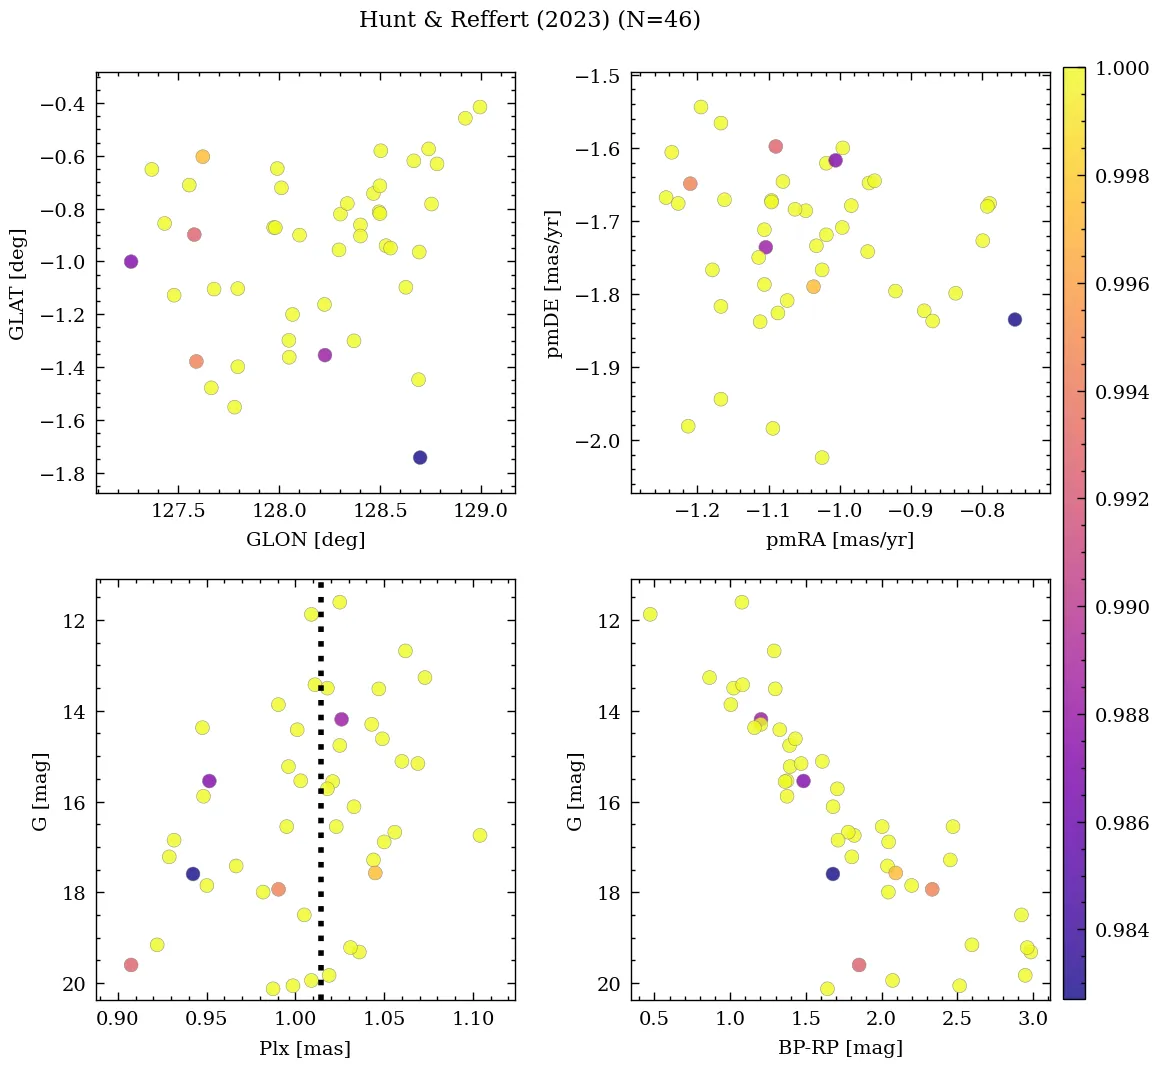 Hunt & Reffert (2023) (N=46)
−0.4
−0.6
−0.8
−1.0
−1.2
−1.4
−1.6
−1.8
GLAT [deg]
127.5 128.0 128.5 129.0
GLON [deg]
−1.5
−1.6
−1.7
−1.8
−1.9
−2.0
pmDE [mas/yr]
−1.2 −1.1 −1.0 −0.9 −0.8
pmRA [mas/yr]
12
14
16
18
20
G [mag]
0.90 0.95 1.00 1.05 1.10
Plx [mas]
12
14
16
18
20
G [mag]
0.5 1.0 1.5 2.0 2.5 3.0
BP-RP [mag]
1.000
0.998
0.996
0.994
0.992
0.990
0.988
0.986
0.984